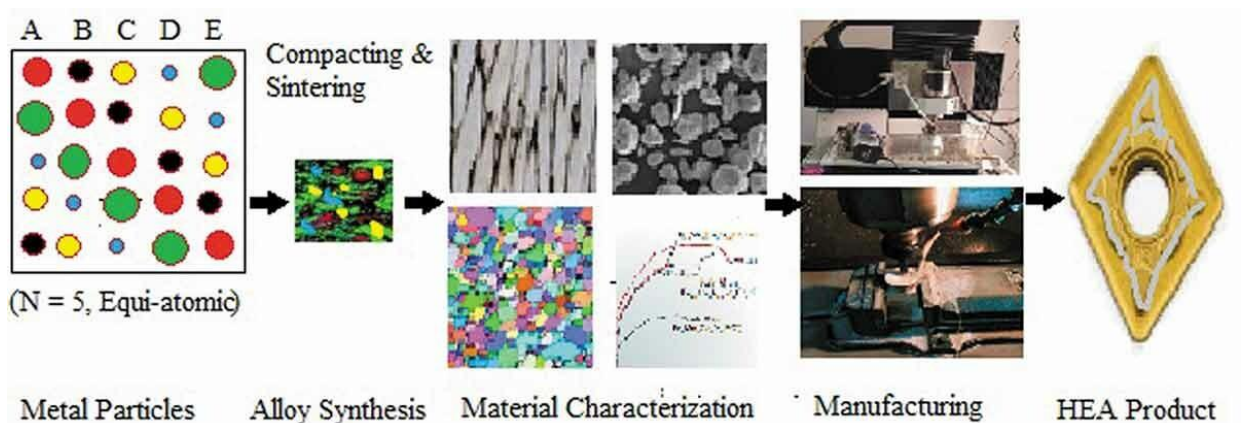 A B C D E
Compacting &
Sintering
(N = 5, Equi-atomic)
Metal Particles
Alloy Synthesis
Material Characterization
Manufacturing
HEA Product